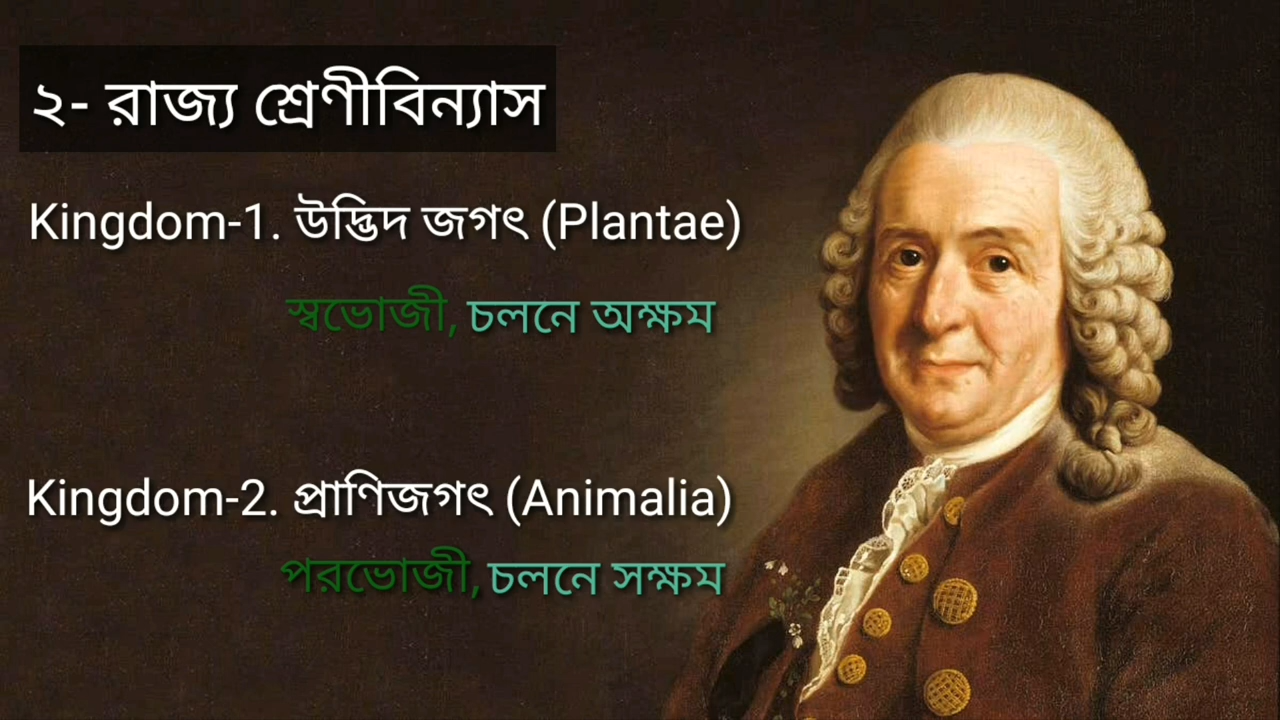 ২- রাজ্য শ্রেণীবিন্যাস
Kingdom-1. উদ্ভিদ জগৎ (Plantae)
স্বভোজী, চলনে অক্ষম
Kingdom-2. প্রাণিজগৎ (Animalia)
পরভোজী, চলনে সক্ষম